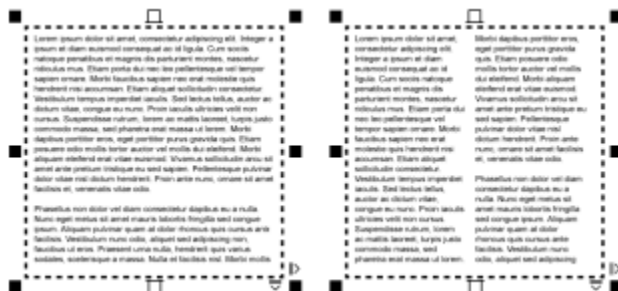 Lorem ipsum dolor sit amet, consectetur adipiscing elit. Integer a
ipsum et diam euismod consequat ac id ligula. Cum sociis
natoque penatibus et magnis dis parturient montes, nascetur
ridiculus mus. Etiam porta dui nec leo pellentesque vel tempor
sapien ornare. Morbi faucibus sapien nec erat molestie quis
hendrerit nisi accumsan. Etiam aliquet sollicitudin consectetur.
Vestibulum tempus imperdiet iaculis. Sed lectus tellus, auctor ac
dictum vitae, congue eu nunc. Proin iaculis ultricies velit non
cursus. Suspendisse rutrum, lorem ac mattis laoreet, turpis justo
commodo massa, sed pharetra erat massa ut lorem. Morbi
dapibus porttitor eros, eget porttitor purus gravida quis. Etiam
posuere odio mollis tortor auctor vel mollis dui eleifend. Morbi
aliquam eleifend erat vitae euismod. Vivamus sollicitudin arcu sit
amet ante pretium tristique eu sed sapien. Pellentesque pulvinar
dolor vitae nisl dictum hendrerit. Proin ante nunc, ornare sit amet
facilisis et, venenatis vitae odio.
Phasellus non dolor vel diam consectetur dapibus eu a nulla.
Nunc eget metus sit amet mauris lobortis fringilla sed congue
ipsum. Aliquam pulvinar quam at dolor rhoncus quis cursus ante
facilisis. Vestibulum nunc odio, aliquet sed adipiscing non,
faucibus ut eros. Praesent urna nulla, hendrerit quis varius
sodales, scelerisque a massa. Nulla et facilisis nisl. Morbi mollis
Lorem ipsum dolor sit amet,
consectetur adipiscing elit.
Integer a ipsum et diam
euismod consequat ac id
ligula. Cum sociis natoque
penatibus et magnis dis
parturient montes, nascetur
ridiculus mus. Etiam porta dui
nec leo pellentesque vel
tempor sapien ornare. Morbi
faucibus sapien nec erat
molestie quis hendrerit nisi
accumsan. Etiam aliquet
sollicitudin consectetur.
Vestibulum tempus imperdiet
iaculis. Sed lectus tellus,
auctor ac dictum vitae,
congue eu nunc. Proin iaculis
ultricies velit non cursus.
Suspendisse rutrum, lorem
ac mattis laoreet, turpis justo
commodo massa, sed
pharetra erat massa ut lorem.
Morbi dapibus porttitor eros,
eget porttitor purus gravida
quis. Etiam posuere odio
mollis tortor auctor vel mollis
dui eleifend. Morbi aliquam
eleifend erat vitae euismod.
Vivamus sollicitudin arcu sit
amet ante pretium tristique eu
sed sapien. Pellentesque
pulvinar dolor vitae nisl
dictum hendrerit. Proin ante
nunc, ornare sit amet facilisis
et, venenatis vitae odio.
Phasellus non dolor vel diam
consectetur dapibus eu a
nulla. Nunc eget metus sit
amet mauris lobortis fringilla
sed congue ipsum. Aliquam
pulvinar quam at dolor
rhoncus quis cursus ante
facilisis. Vestibulum nunc
odio, aliquet sed adipiscing